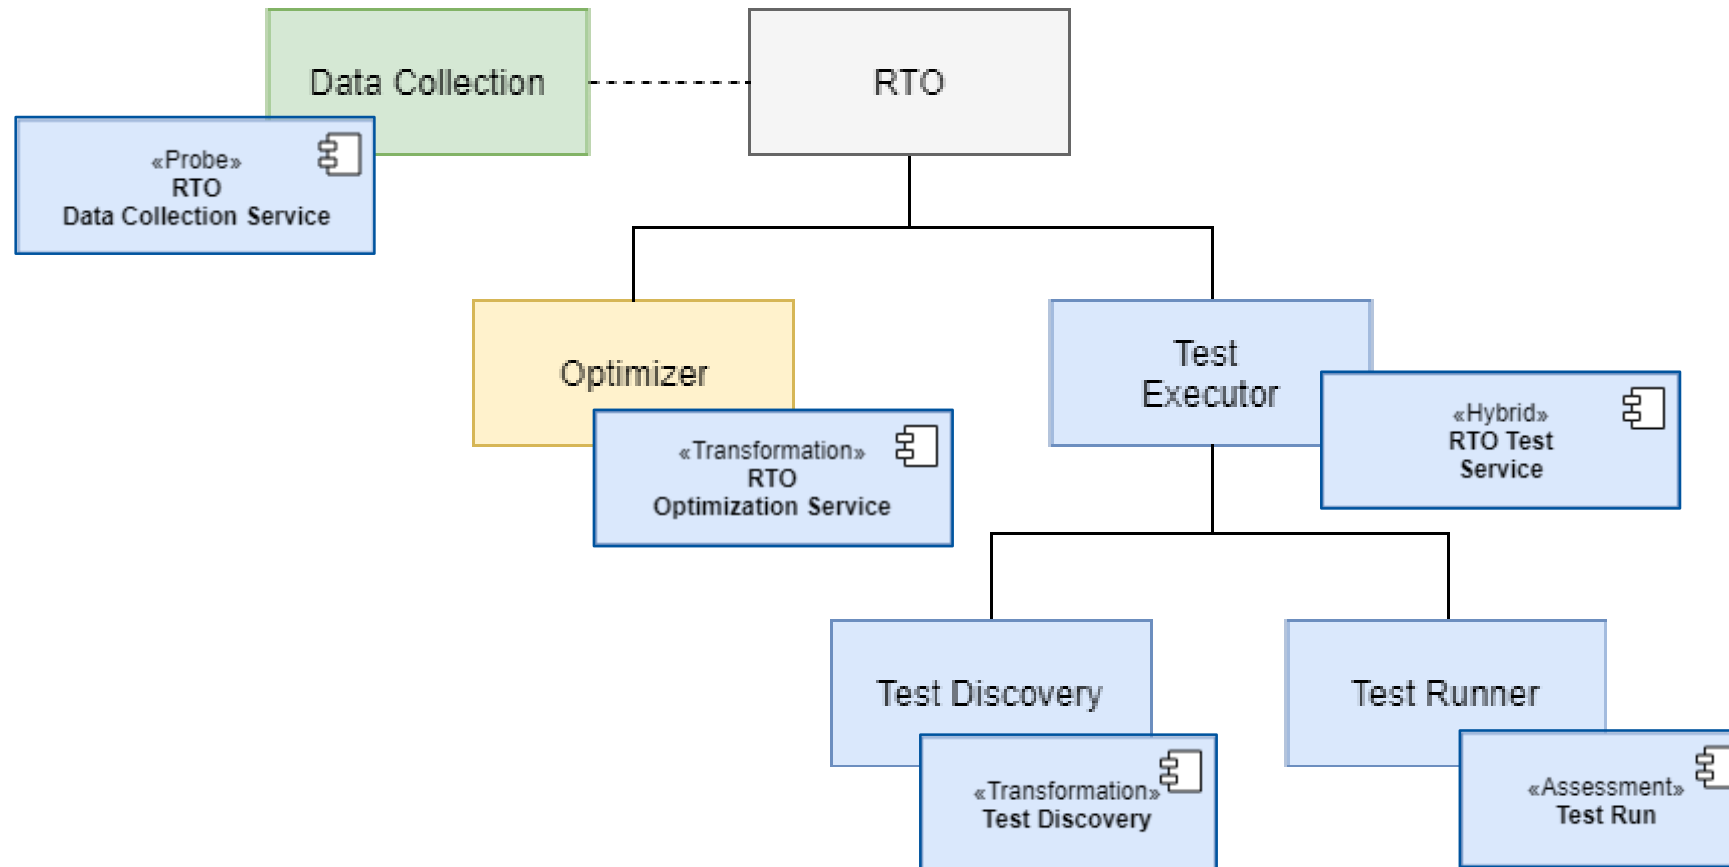 Data Collection
RTO
«Probe»
RTO
Data Collection Service
Optimizer
Test
Executor
«Transformation»
RTO
Optimization Service
«Hybrid»
RTO Test
Service
Test Discovery
Test Runner
«Transformation»
Test Discovery
«Assessment»
Test Run